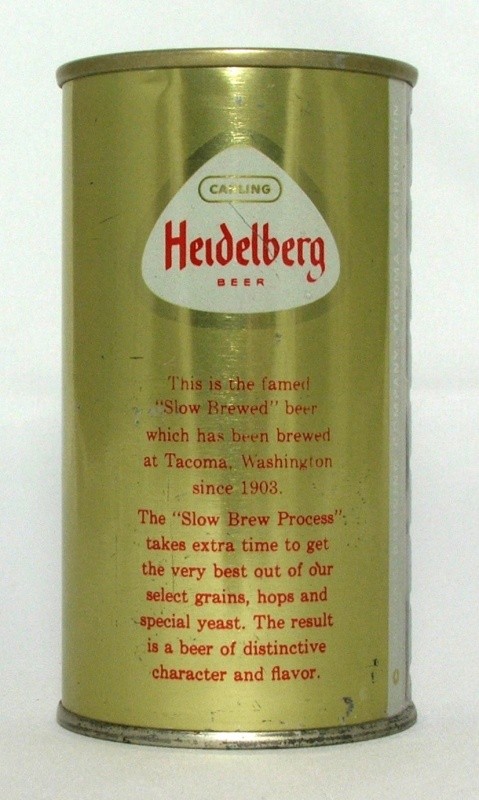 CARLING
Heidelberg
BEER
This is the famed
"Slow Brewed" beer
which has been brewed
at Tacoma, Washington
since 1903.
The "Slow Brew Process"
takes extra time to get
the very best out of our
select grains, hops and
special yeast. The result
is a beer of distinctive
character and flavor.
TACOMA, WASHINGTON